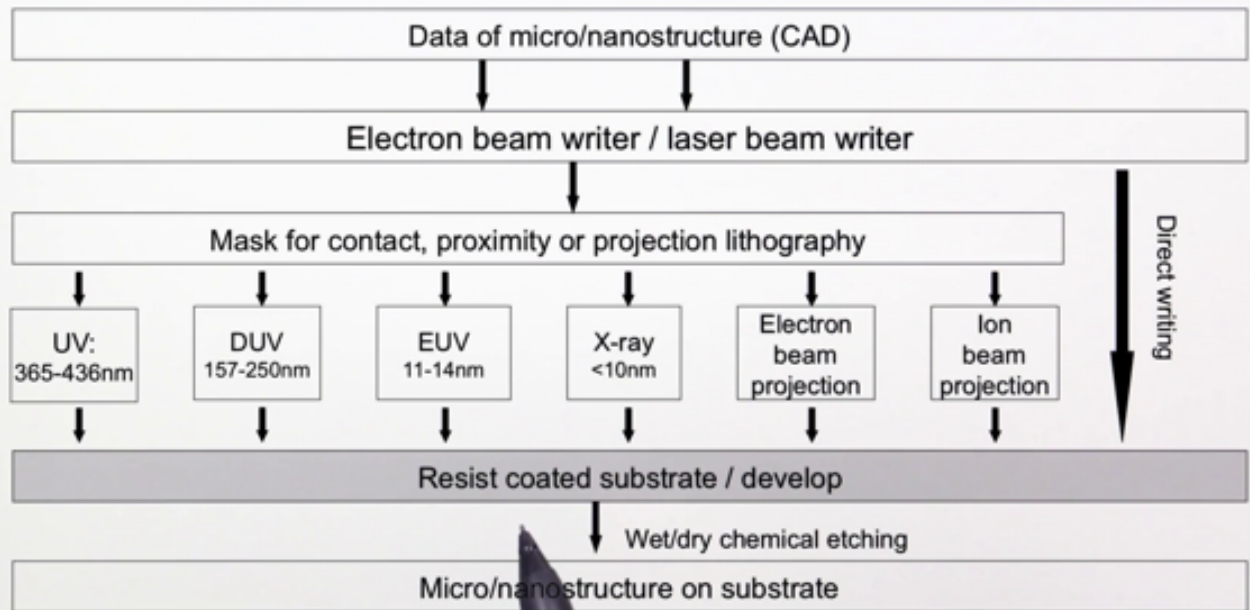 Data of micro/nanostructure (CAD)
Electron beam writer / laser beam writer
Mask for contact, proximity or projection lithography
Direct writing
UV:
365-436nm
DUV
157-250nm
EUV
11-14nm
X-ray
<10nm
Electron
beam
projection
Ion
beam
projection
Resist coated substrate / develop
Wet/dry chemical etching
Micro/nanostructure on substrate